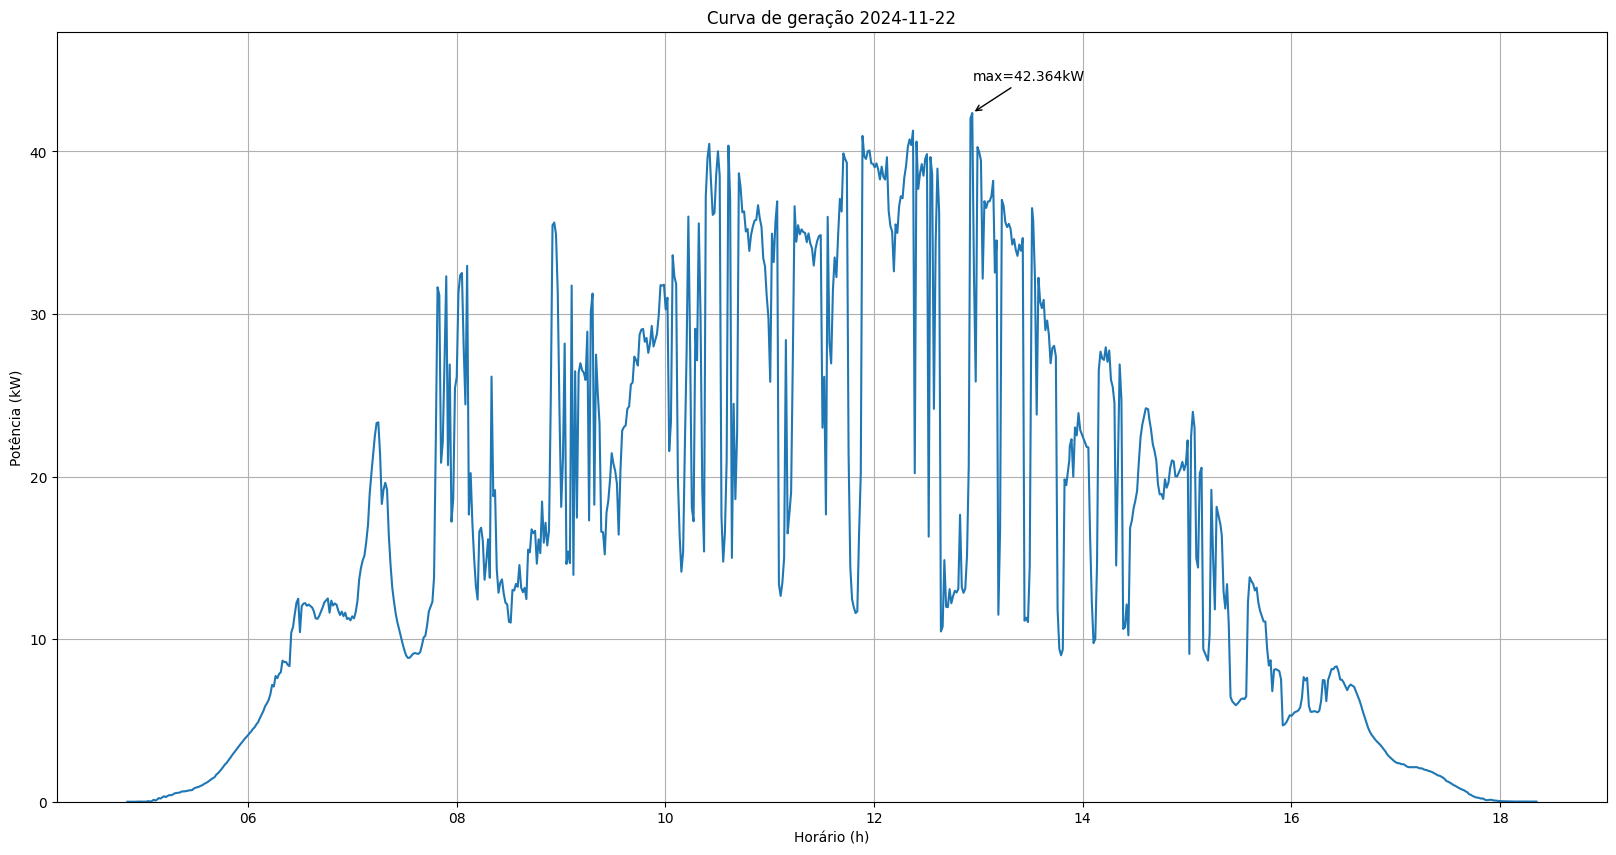 Curva de geração 2024-11-22
max=42.364kW
Potência (kW)
40
30
20
10
0
06 08 10 12 14 16 18
Horário (h)